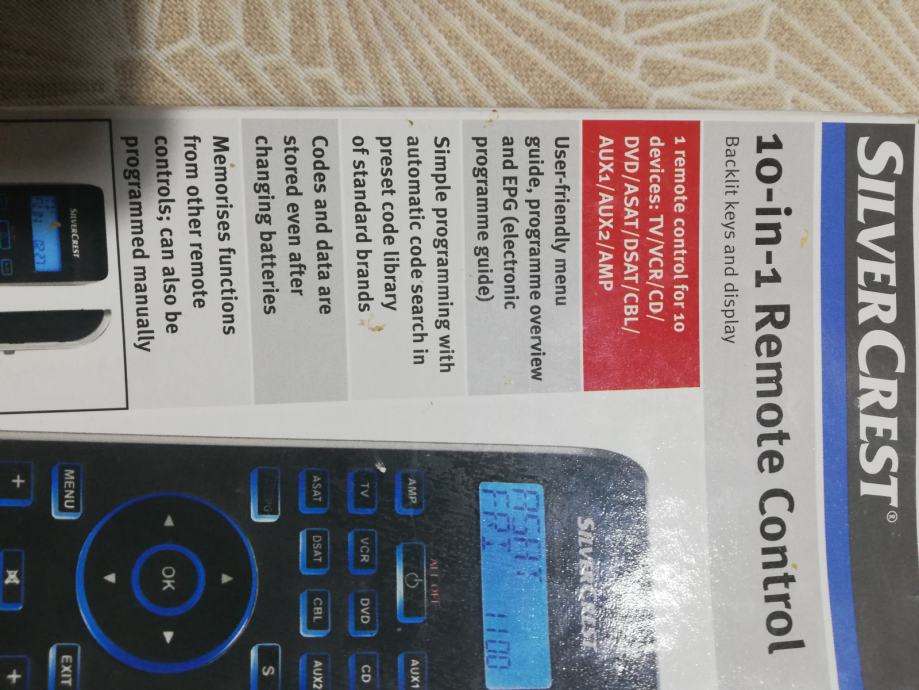 SILVERCREST®
10-in-1 Remote Control
Backlit keys and display
1 remote control for 10
devices: TV/VCR/CD/
DVD/ASAT/DSAT/CBL/
AUX1/AUX2/AMP
User-friendly menu
guide, programme overview
and EPG (electronic
programme guide)
Simple programming with
automatic code search in
preset code library
of standard brands
Codes and data are
stored even after
changing batteries
Memorises functions
from other remote
controls; can also be
programmed manually
SILVERCREST
SILVERCREST
ASAT
FRI 1100
ALL OFF
AMP AUX1
TV VCR DVD CD
ASAT DSAT CBL AUX2
S
OK
MENU EXIT
+ +